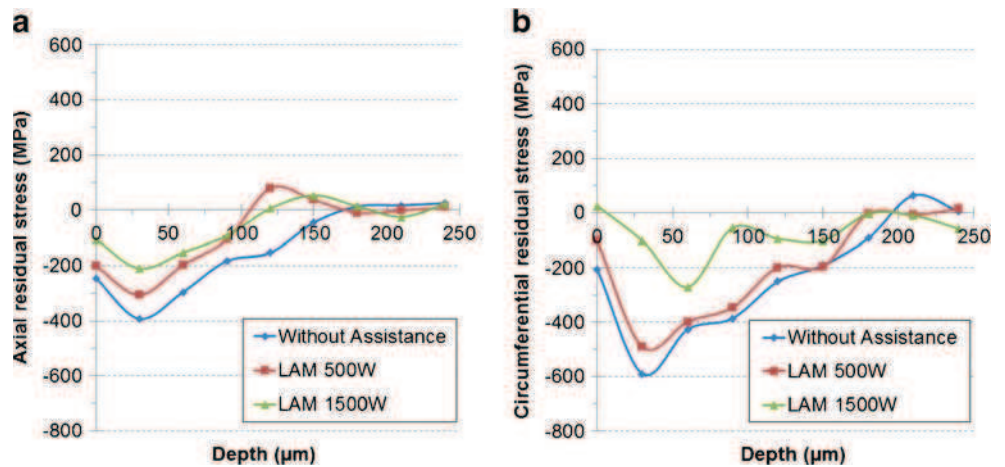 a
600
400
200
0
-200
-400
-600
-800
0 50 100 150 200 250
Axial residual stress (MPa)
Without Assistance
LAM 500W
LAM 1500W
Depth (µm)
b
600
400
200
0
-200
-400
-600
-800
0 50 100 150 200 250
Circumferential residual stress (MPa)
Without Assistance
LAM 500W
LAM 1500W
Depth (µm)